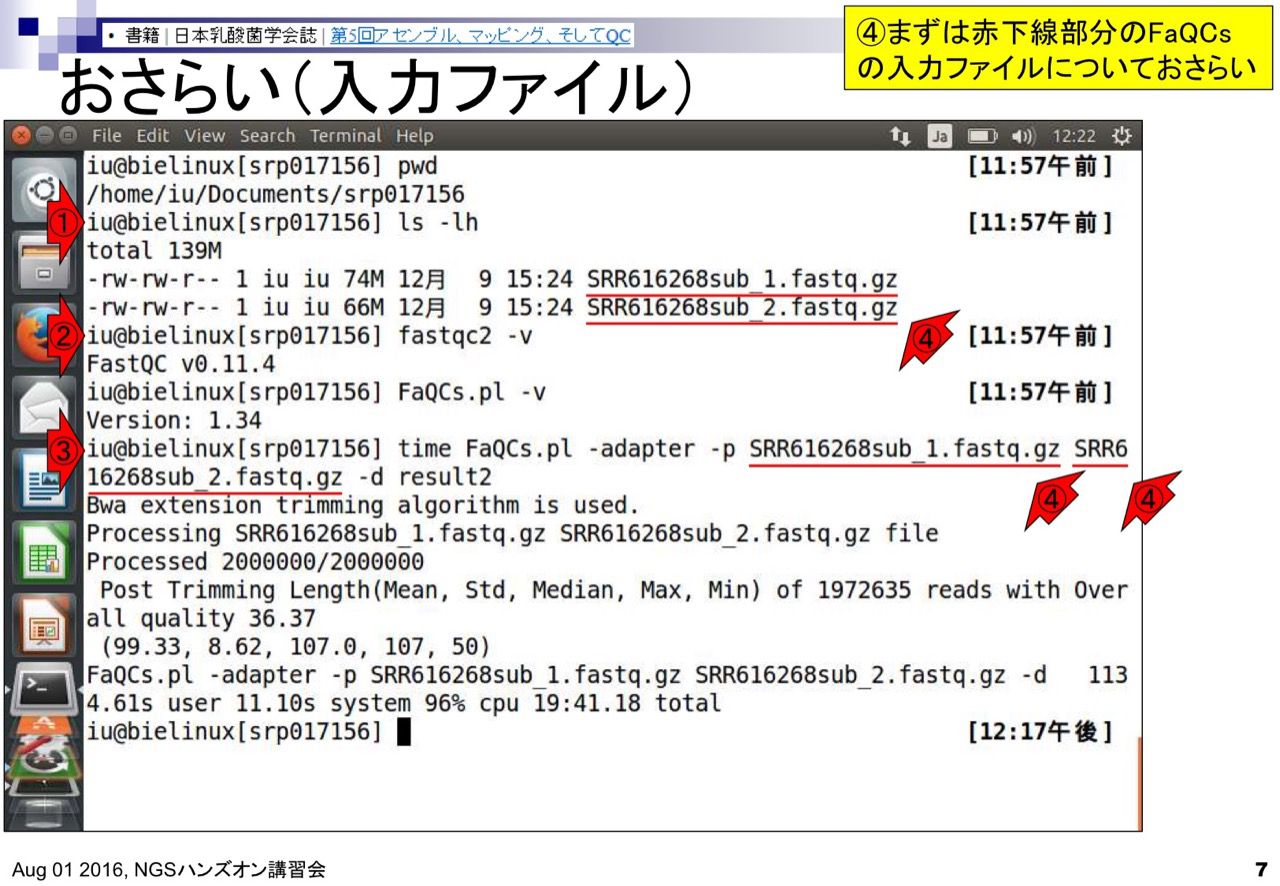 ・ 書籍 | 日本乳酸菌学会誌 | 第5回アセンブル、マッピング、そしてQC
④まずは赤下線部分のFaQCs
の入力ファイルについておさらい
おさらい（入力ファイル）
File Edit View Search Terminal Help Ja 12:22
iu@bielinux[srp017156] pwd [11:57午前]
/home/iu/Documents/srp017156
① iu@bielinux[srp017156] ls -lh [11:57午前]
total 139M
-rw-rw-r-- 1 iu iu 74M 12月 9 15:24 SRR616268sub_1.fastq.gz
-rw-rw-r-- 1 iu iu 66M 12月 9 15:24 SRR616268sub_2.fastq.gz
② iu@bielinux[srp017156] fastqc2 -v ④ [11:57午前]
FastQC v0.11.4
iu@bielinux[srp017156] FaQCs.pl -v [11:57午前]
Version: 1.34
③ iu@bielinux[srp017156] time FaQCs.pl -adapter -p SRR616268sub_1.fastq.gz SRR6
16268sub_2.fastq.gz -d result2 ④ ④
Bwa extension trimming algorithm is used.
Processing SRR616268sub_1.fastq.gz SRR616268sub_2.fastq.gz file
Processed 2000000/2000000
Post Trimming Length(Mean, Std, Median, Max, Min) of 1972635 reads with Over
all quality 36.37
(99.33, 8.62, 107.0, 107, 50)
FaQCs.pl -adapter -p SRR616268sub_1.fastq.gz SRR616268sub_2.fastq.gz -d 113
4.61s user 11.10s system 96% cpu 19:41.18 total
iu@bielinux[srp017156] [12:17午後]
Aug 01 2016, NGSハンズオン講習会
7